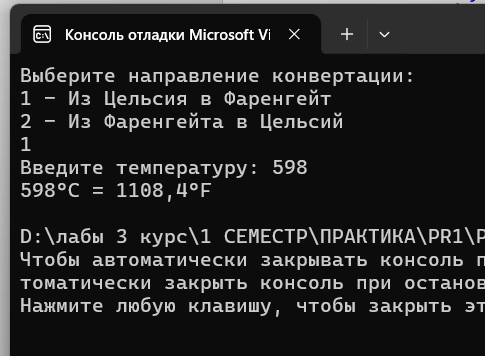 Консоль отладки Microsoft Vi
Выберите направление конвертации:
1 - Из Цельсия в Фаренгейт
2 - Из Фаренгейта в Цельсий
1
Введите температуру: 598
598°C = 1108,4°F
D:\лабы 3 курс\1 СЕМЕСТР\ПРАКТИКА\PR1\P
Чтобы автоматически закрывать консоль п
томатически закрыть консоль при останов
Нажмите любую клавишу, чтобы закрыть эт